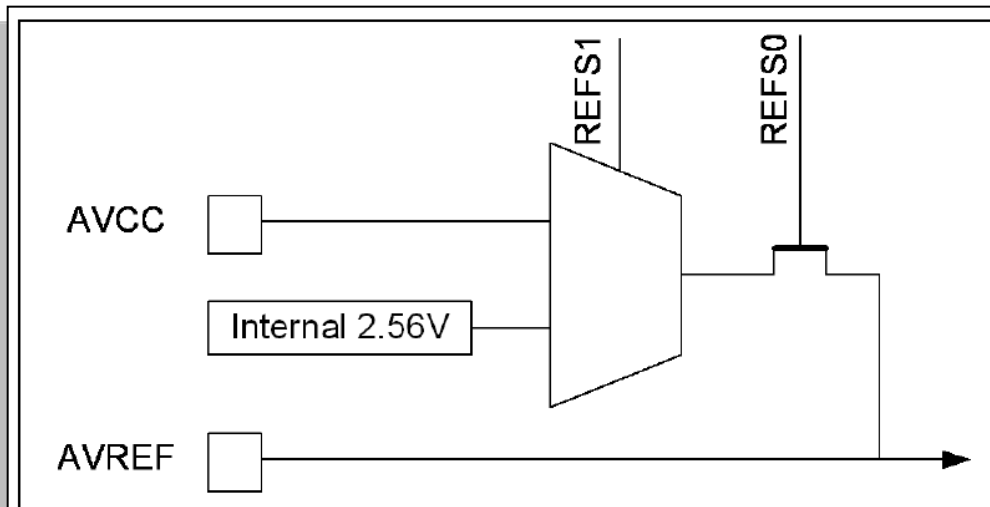 REFS1
REFS0
AVCC
Internal 2.56V
AVREF